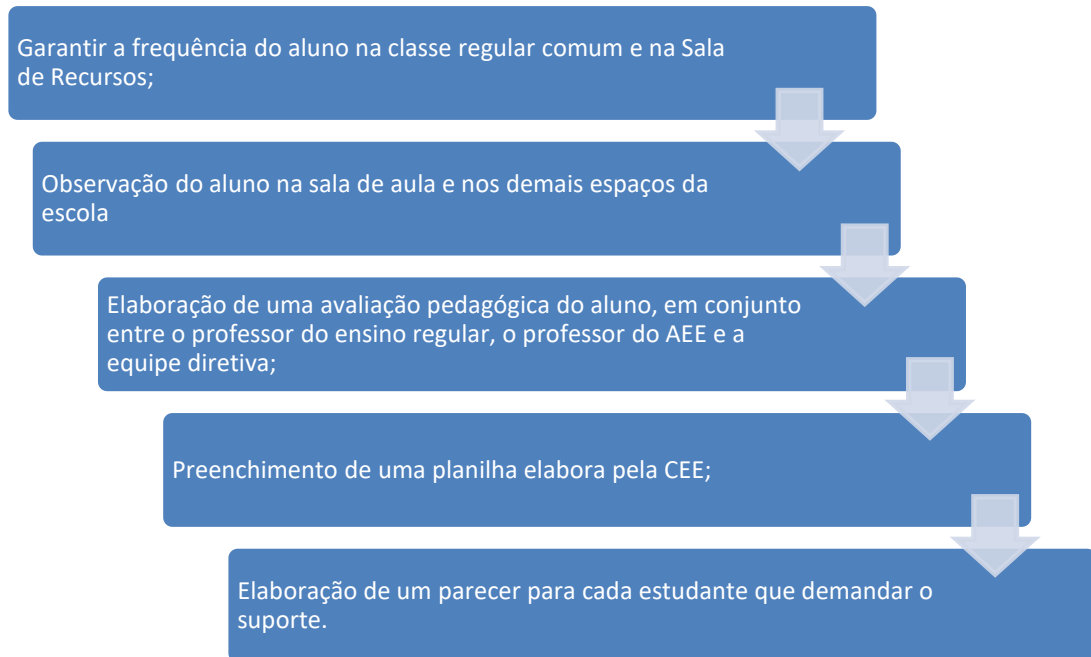 Garantir a frequência do aluno na classe regular comum e na Sala
de Recursos;
Observação do aluno na sala de aula e nos demais espaços da
escola
Elaboração de uma avaliação pedagógica do aluno, em conjunto
entre o professor do ensino regular, o professor do AEE e a
equipe diretiva;
Preenchimento de uma planilha elabora pela CEE;
Elaboração de um parecer para cada estudante que demandar o
suporte.